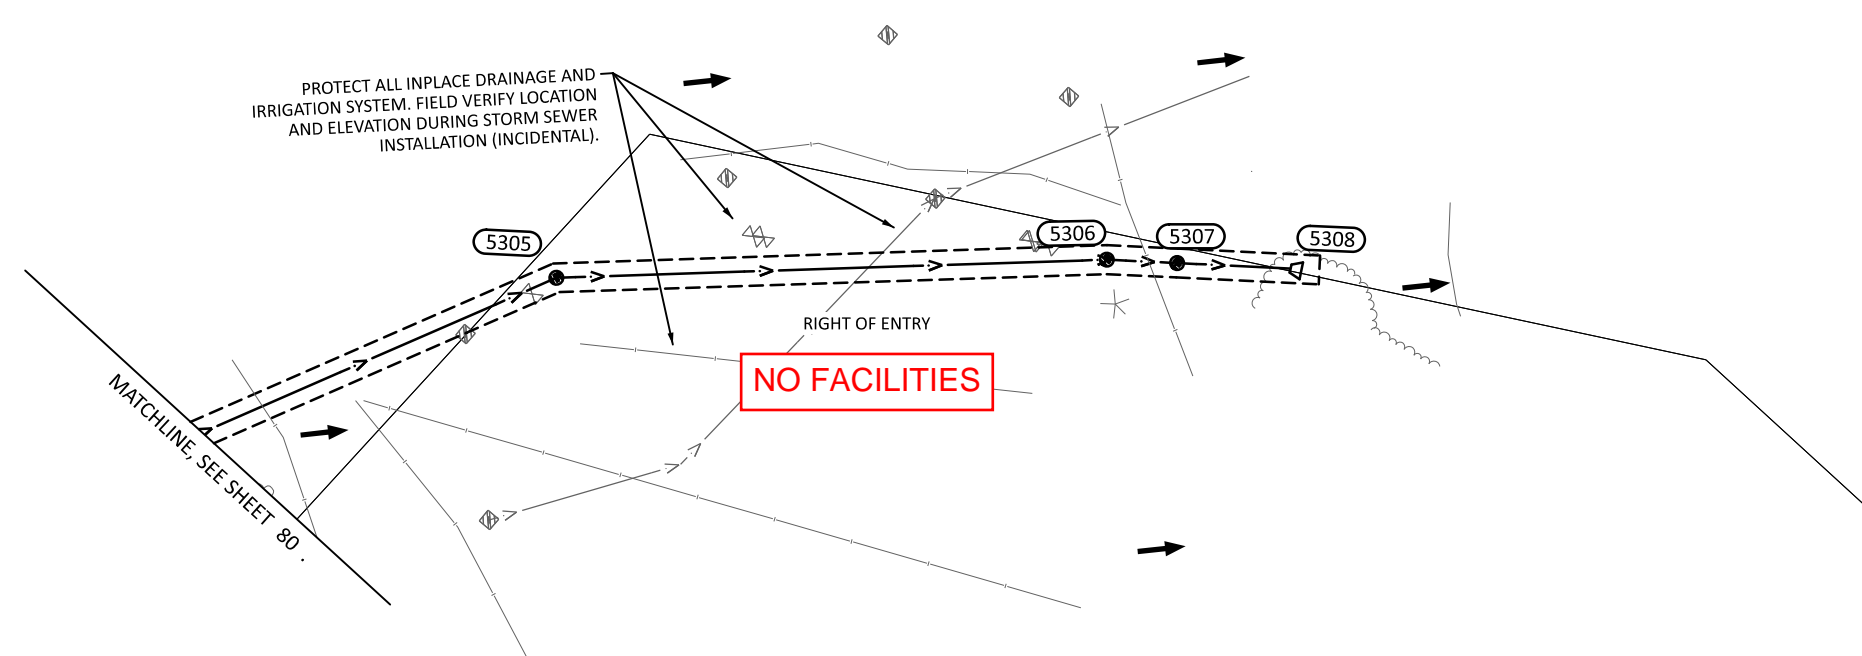 PROTECT ALL INPLACE DRAINAGE AND
IRRIGATION SYSTEM. FIELD VERIFY LOCATION
AND ELEVATION DURING STORM SEWER
INSTALLATION (INCIDENTAL).
5305
5306
5307
5308
RIGHT OF ENTRY
NO FACILITIES
MATCHLINE, SEE SHEET 80 .